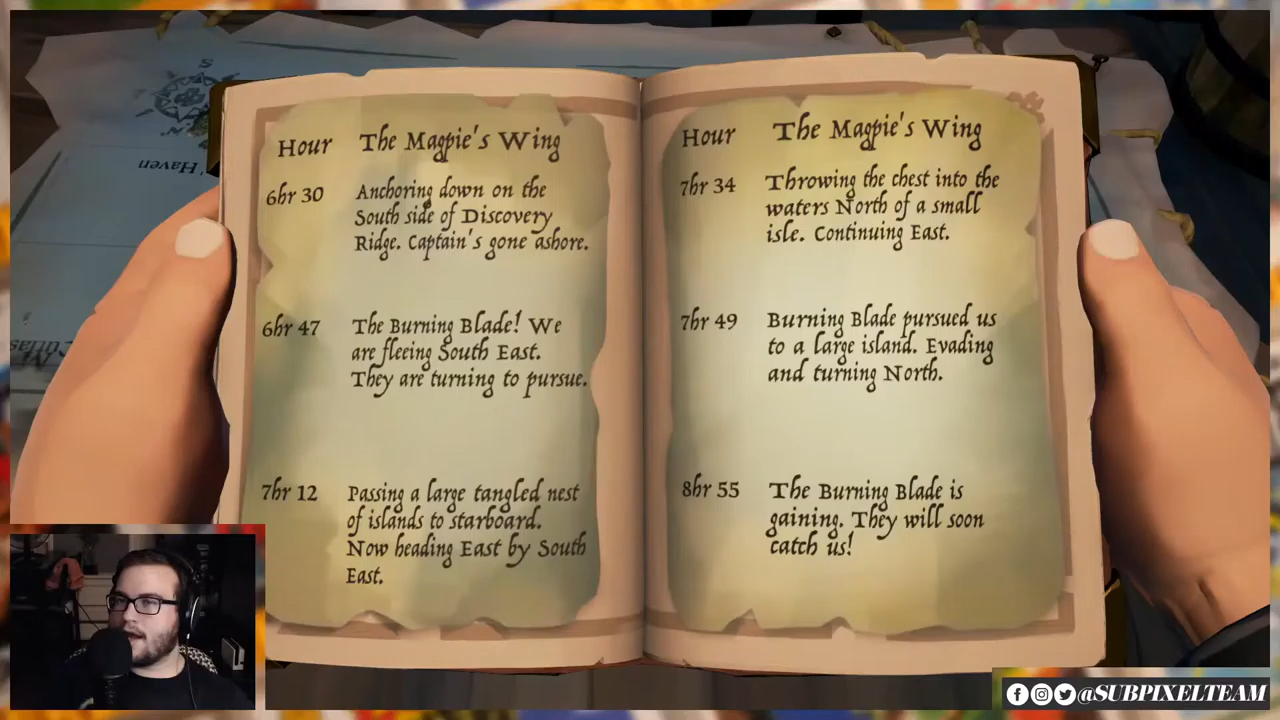 Hour The Magpie's Wing
6hr 30 Anchoring down on the
South side of Discovery
Ridge. Captain's gone ashore.
6hr 47 The Burning Blade! We
are fleeing South East.
They are turning to pursue.
7hr 12 Passing a large tangled nest
of islands to starboard.
Now heading East by South
East.
Hour The Magpie's Wing
7hr 34 Throwing the chest into the
waters North of a small
isle. Continuing East.
7hr 49 Burning Blade pursued us
to a large island. Evading
and turning North.
8hr 55 The Burning Blade is
gaining. They will soon
catch us!
S
N
Haven
@SUBPIXELTEAM